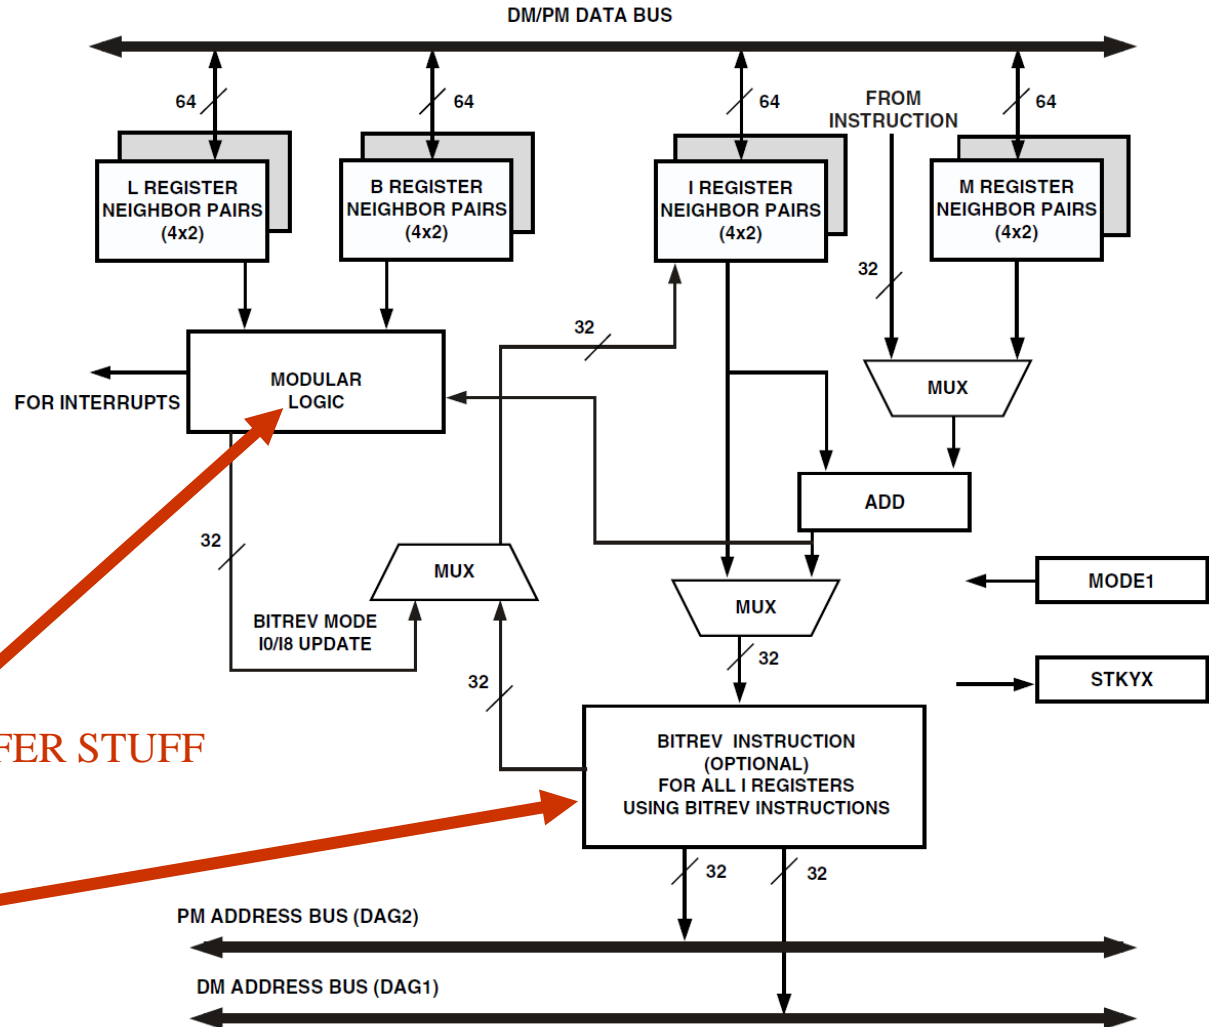 DM/PM DATA BUS
64
64
64
FROM
INSTRUCTION
64
L REGISTER
NEIGHBOR PAIRS
(4x2)
B REGISTER
NEIGHBOR PAIRS
(4x2)
I REGISTER
NEIGHBOR PAIRS
(4x2)
M REGISTER
NEIGHBOR PAIRS
(4x2)
32
32
MODULAR
LOGIC
FOR INTERRUPTS
MUX
ADD
32
MUX
BITREV MODE
I0/I8 UPDATE
MUX
MODE1
32
32
STKYX
FER STUFF
BITREV INSTRUCTION
(OPTIONAL)
FOR ALL I REGISTERS
USING BITREV INSTRUCTIONS
32
32
PM ADDRESS BUS (DAG2)
DM ADDRESS BUS (DAG1)